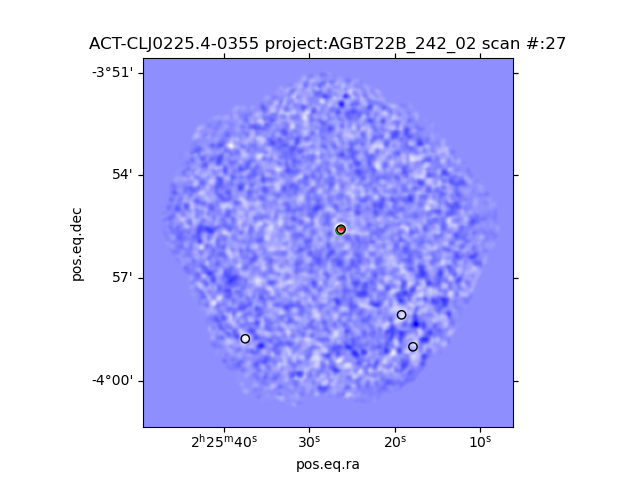 ACT-CLJ0225.4-0355 project:AGBT22B_242_02 scan #:27
-3°51'
54'
57'
-4°00'
pos.eq.dec
2ʰ25ᵐ40ˢ 30ˢ 20ˢ 10ˢ
pos.eq.ra